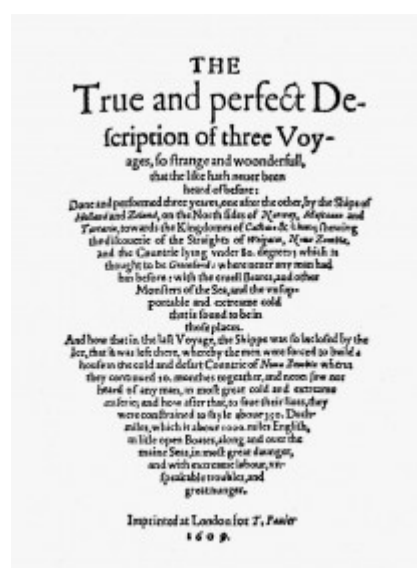 THE
True and perfect De-
ſcription of three Voy-
ages, ſo ſtrange and woonderfull,
that the like hath neuer been
heard of before:
Done and performed three yeares, one after the other, by the Ships of
Holland and Zeland, on the North ſides of Norway, Muſcouia and
Tartaria, towards the Kingdomes of Cathaia & China; ſhewing
the diſcouerie of the Straights of Weigates, Noua Zembla,
and the Countrie lying vnder 80. degrees; which is
thought to be Greenland: where neuer any man had
bin before: with the cruell Beares, and other
Monſters of the Sea, and the vnſup-
portable and extreame cold
that is found to be in
thoſe places.
And how that in the laſt Voyage, the Shippe was ſo incloſed by the
Ice, that it was left there, whereby the men were forced to build a
houſe in the cold and deſart Countrie of Noua Zembla, wherin
they continued 10. monthes togeather, and neuer ſaw nor
heard of any man, in moſt great cold and extreame
miſerie; and how after that, to ſaue their liues, they
were conſtrained to ſayle aboue 350. Duch
miles, which is aboue 1000. miles Engliſh,
in litle open Boates, along and ouer the
maine Seas, in moſt great daunger,
and with extreame labour, vn-
ſpeakable troubles, and
great hunger.
Imprinted at London for T. Pauier
1609.